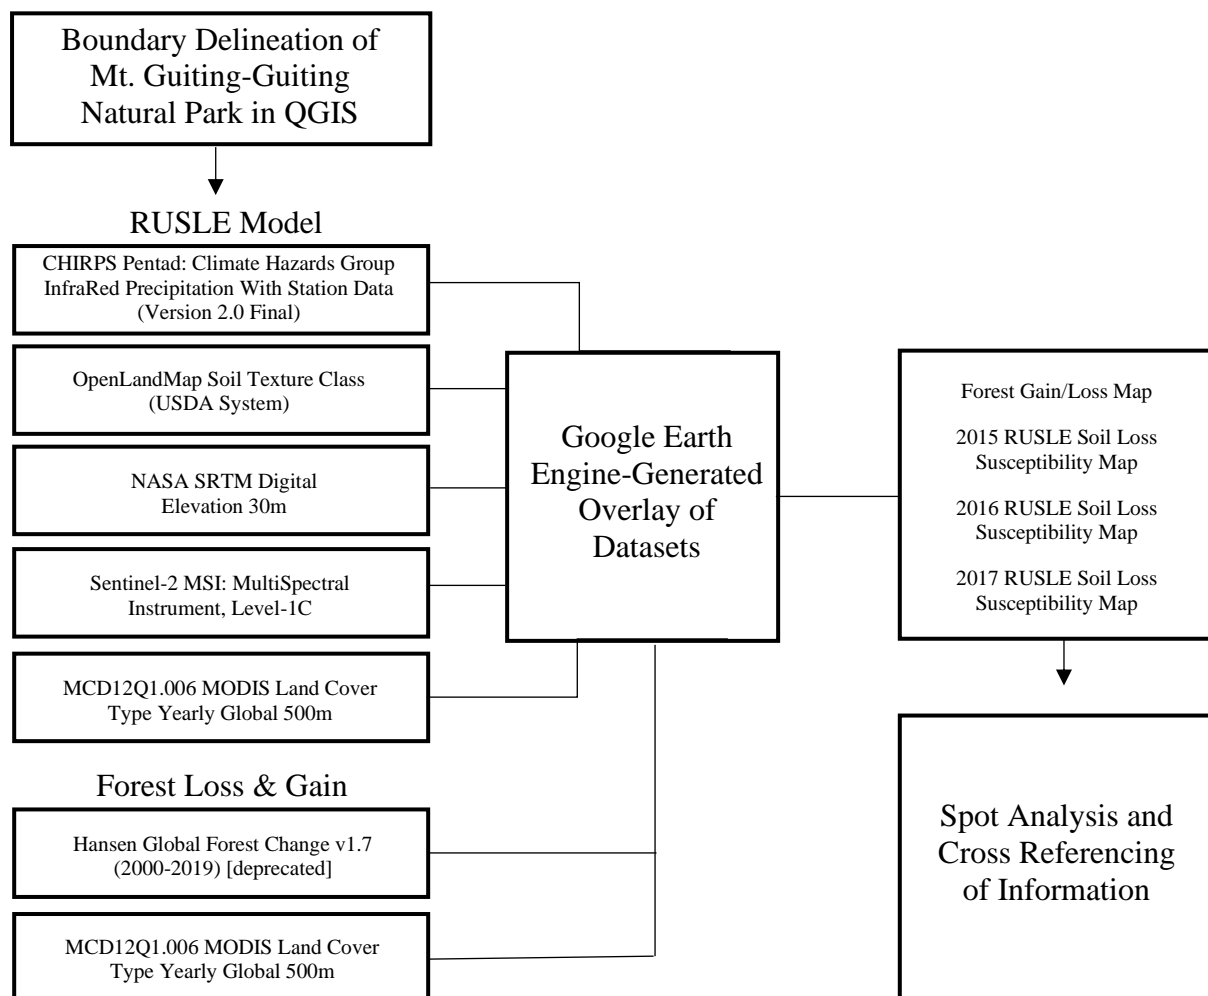 Boundary Delineation of
Mt. Guiting-Guiting
Natural Park in QGIS
RUSLE Model
CHIRPS Pentad: Climate Hazards Group
InfraRed Precipitation With Station Data
(Version 2.0 Final)
OpenLandMap Soil Texture Class
(USDA System)
NASA SRTM Digital
Elevation 30m
Sentinel-2 MSI: MultiSpectral
Instrument, Level-1C
MCD12Q1.006 MODIS Land Cover
Type Yearly Global 500m
Forest Loss & Gain
Hansen Global Forest Change v1.7
(2000-2019) [deprecated]
MCD12Q1.006 MODIS Land Cover
Type Yearly Global 500m
Google Earth
Engine-Generated
Overlay of
Datasets
Forest Gain/Loss Map
2015 RUSLE Soil Loss
Susceptibility Map
2016 RUSLE Soil Loss
Susceptibility Map
2017 RUSLE Soil Loss
Susceptibility Map
Spot Analysis and
Cross Referencing
of Information